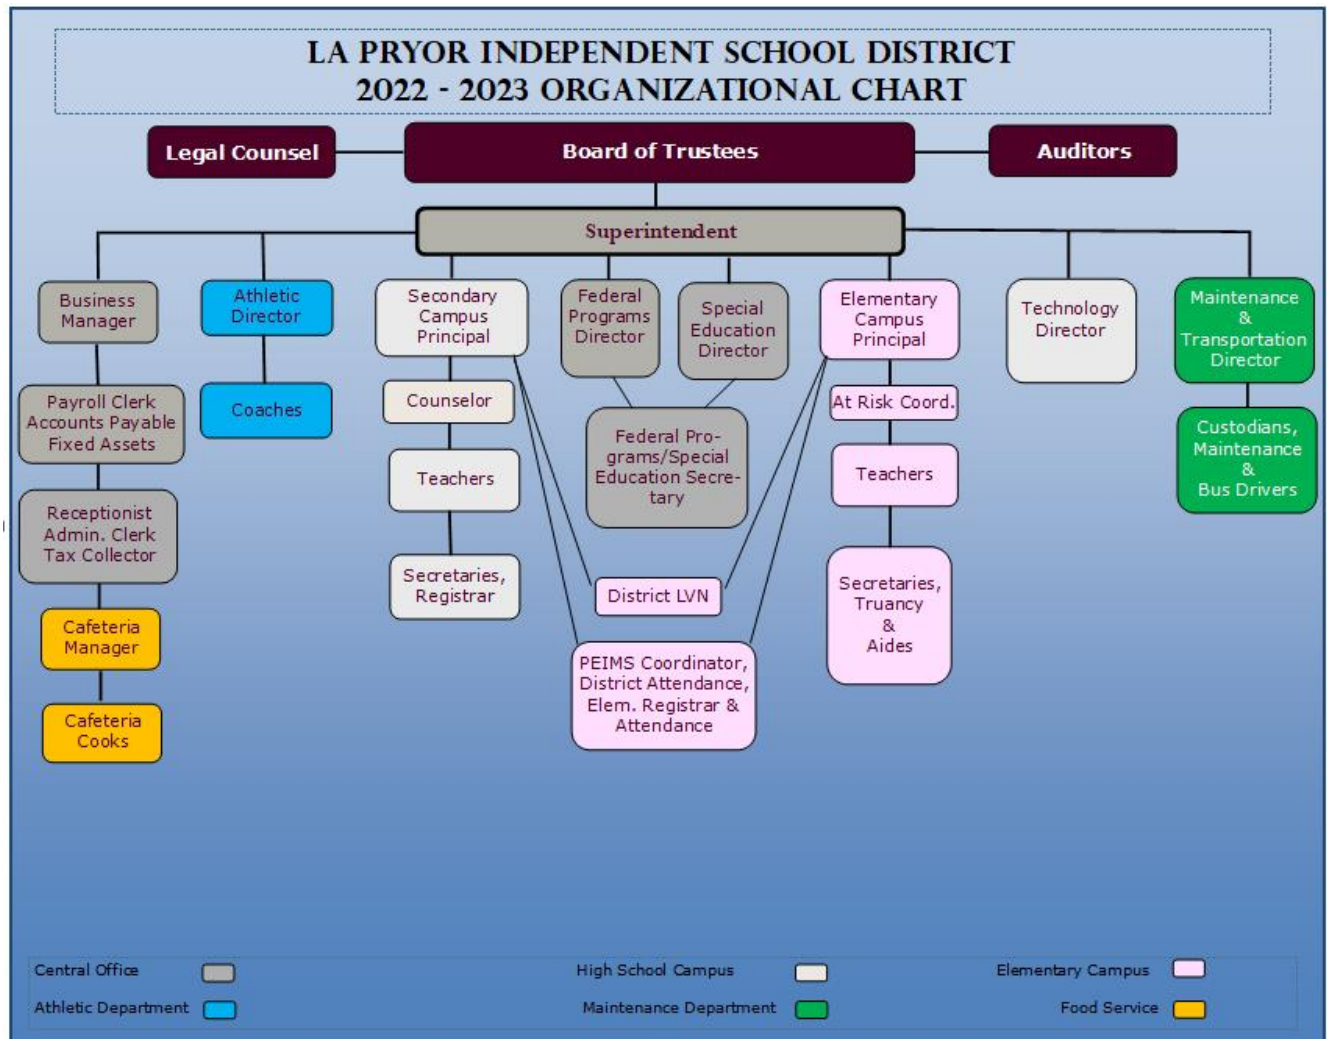 LA PRYOR INDEPENDENT SCHOOL DISTRICT
2022 - 2023 ORGANIZATIONAL CHART
Legal Counsel
Board of Trustees
Auditors
Superintendent
Business
Manager
Athletic
Director
Secondary
Campus
Principal
Federal
Programs
Director
Special
Education
Director
Elementary
Campus
Principal
Technology
Director
Maintenance
&
Transportation
Director
Payroll Clerk
Accounts Payable
Fixed Assets
Coaches
Counselor
Federal Pro-
grams/Special
Education Secre-
tary
At Risk Coord.
Custodians,
Maintenance
&
Bus Drivers
Teachers
Teachers
Receptionist
Admin. Clerk
Tax Collector
Secretaries,
Registrar
District LVN
Secretaries,
Truancy
&
Aides
Cafeteria
Manager
PEIMS Coordinator,
District Attendance,
Elem. Registrar &
Attendance
Cafeteria
Cooks
Central Office
High School Campus
Elementary Campus
Athletic Department
Maintenance Department
Food Service